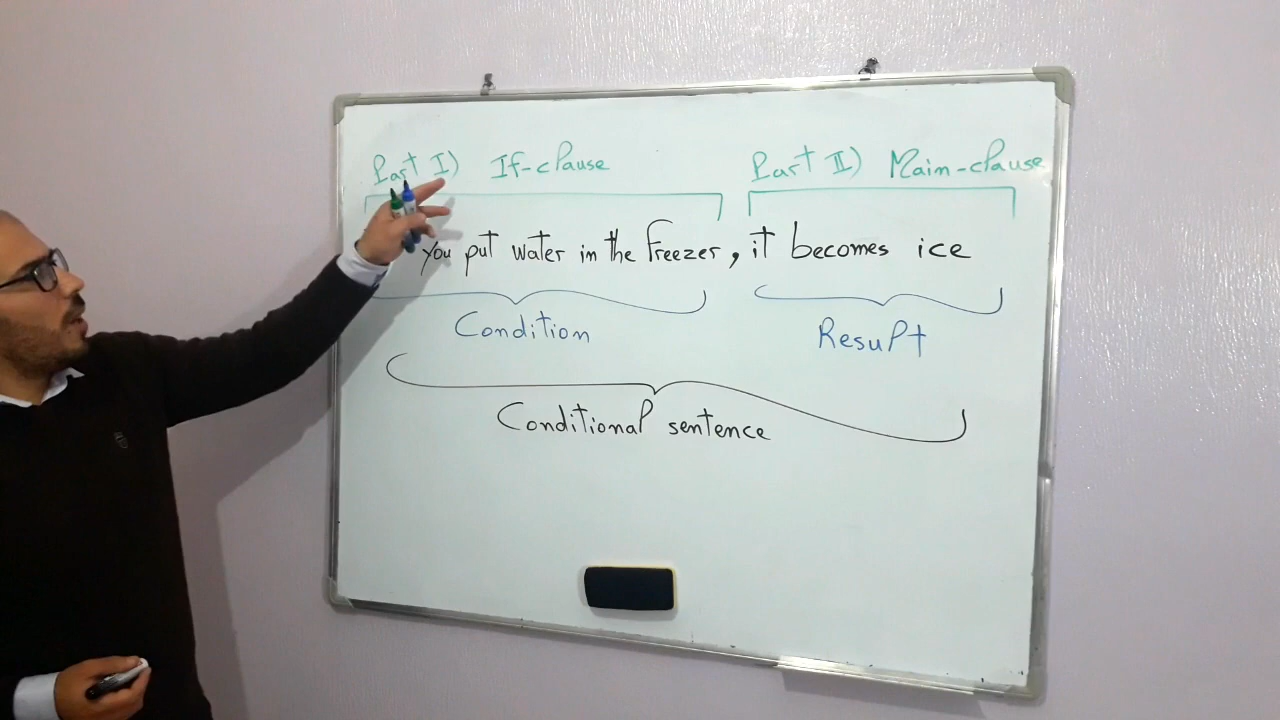 Part I) If-clause Part II) Main-clause
you put water in the freezer, it becomes ice
Condition Result
Conditional sentence